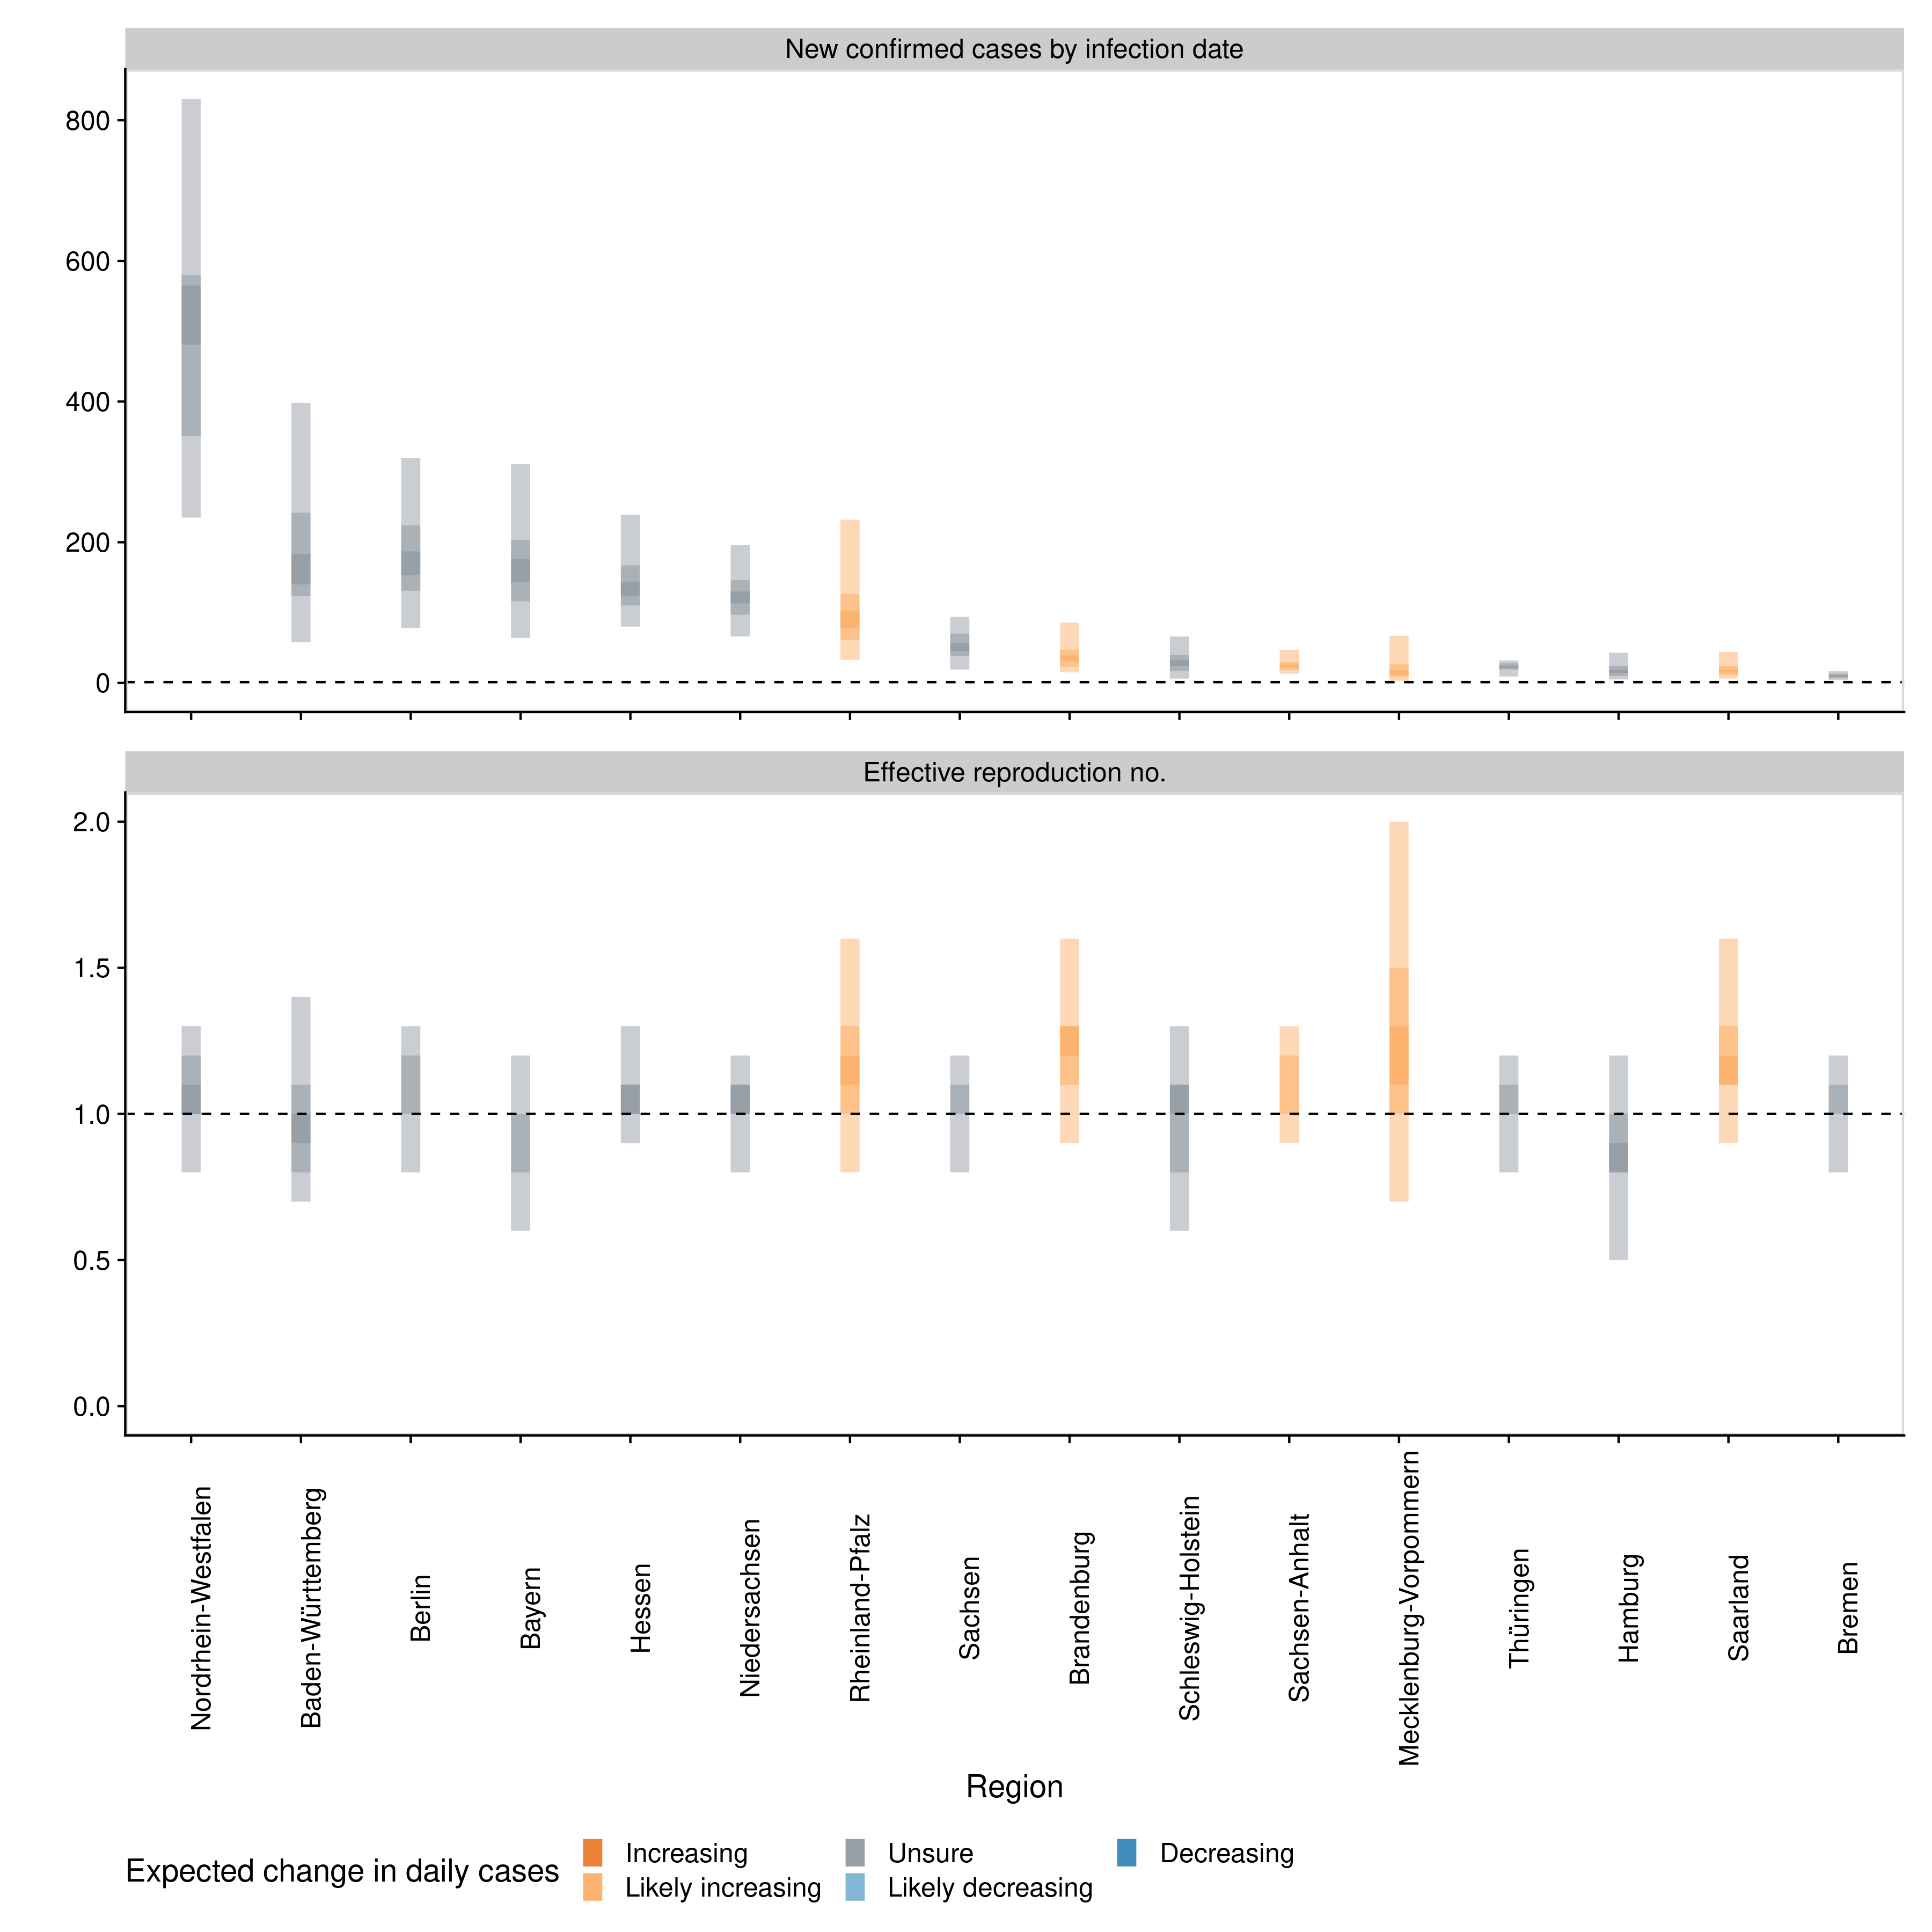 New confirmed cases by infection date
800
600
400
200
0
Effective reproduction no.
2.0
1.5
1.0
0.5
0.0
Nordrhein-Westfalen
Baden-Württemberg
Berlin
Bayern
Hessen
Niedersachsen
Rheinland-Pfalz
Sachsen
Brandenburg
Schleswig-Holstein
Sachsen-Anhalt
Mecklenburg-Vorpommern
Thüringen
Hamburg
Saarland
Bremen
Region
Expected change in daily cases
Increasing
Likely increasing
Unsure
Likely decreasing
Decreasing